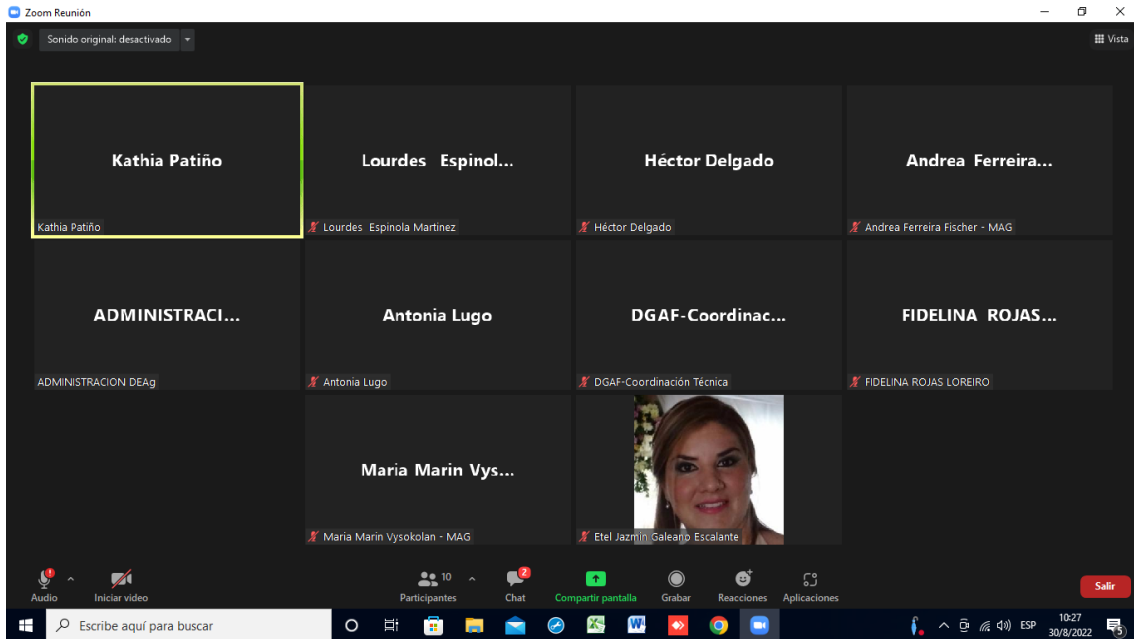 Zoom Reunión
Sonido original: desactivado
Vista
Kathia Patiño
Kathia Patiño
Lourdes Espinol...
Lourdes Espinola Martinez
Héctor Delgado
Héctor Delgado
Andrea Ferreira...
Andrea Ferreira Fischer - MAG
ADMINISTRACI...
ADMINISTRACION DEAg
Antonia Lugo
Antonia Lugo
DGAF-Coordinac...
DGAF-Coordinación Técnica
FIDELINA ROJAS...
FIDELINA ROJAS LOREIRO
Maria Marin Vys...
Maria Marin Vysokolan - MAG
Etel Jazmin Galeano Escalante
Audio
Iniciar video
10
Participantes
2
Chat
Compartir pantalla
Grabar
Reacciones
Aplicaciones
Salir
Escribe aquí para buscar
ESP
10:27
30/8/2022
5